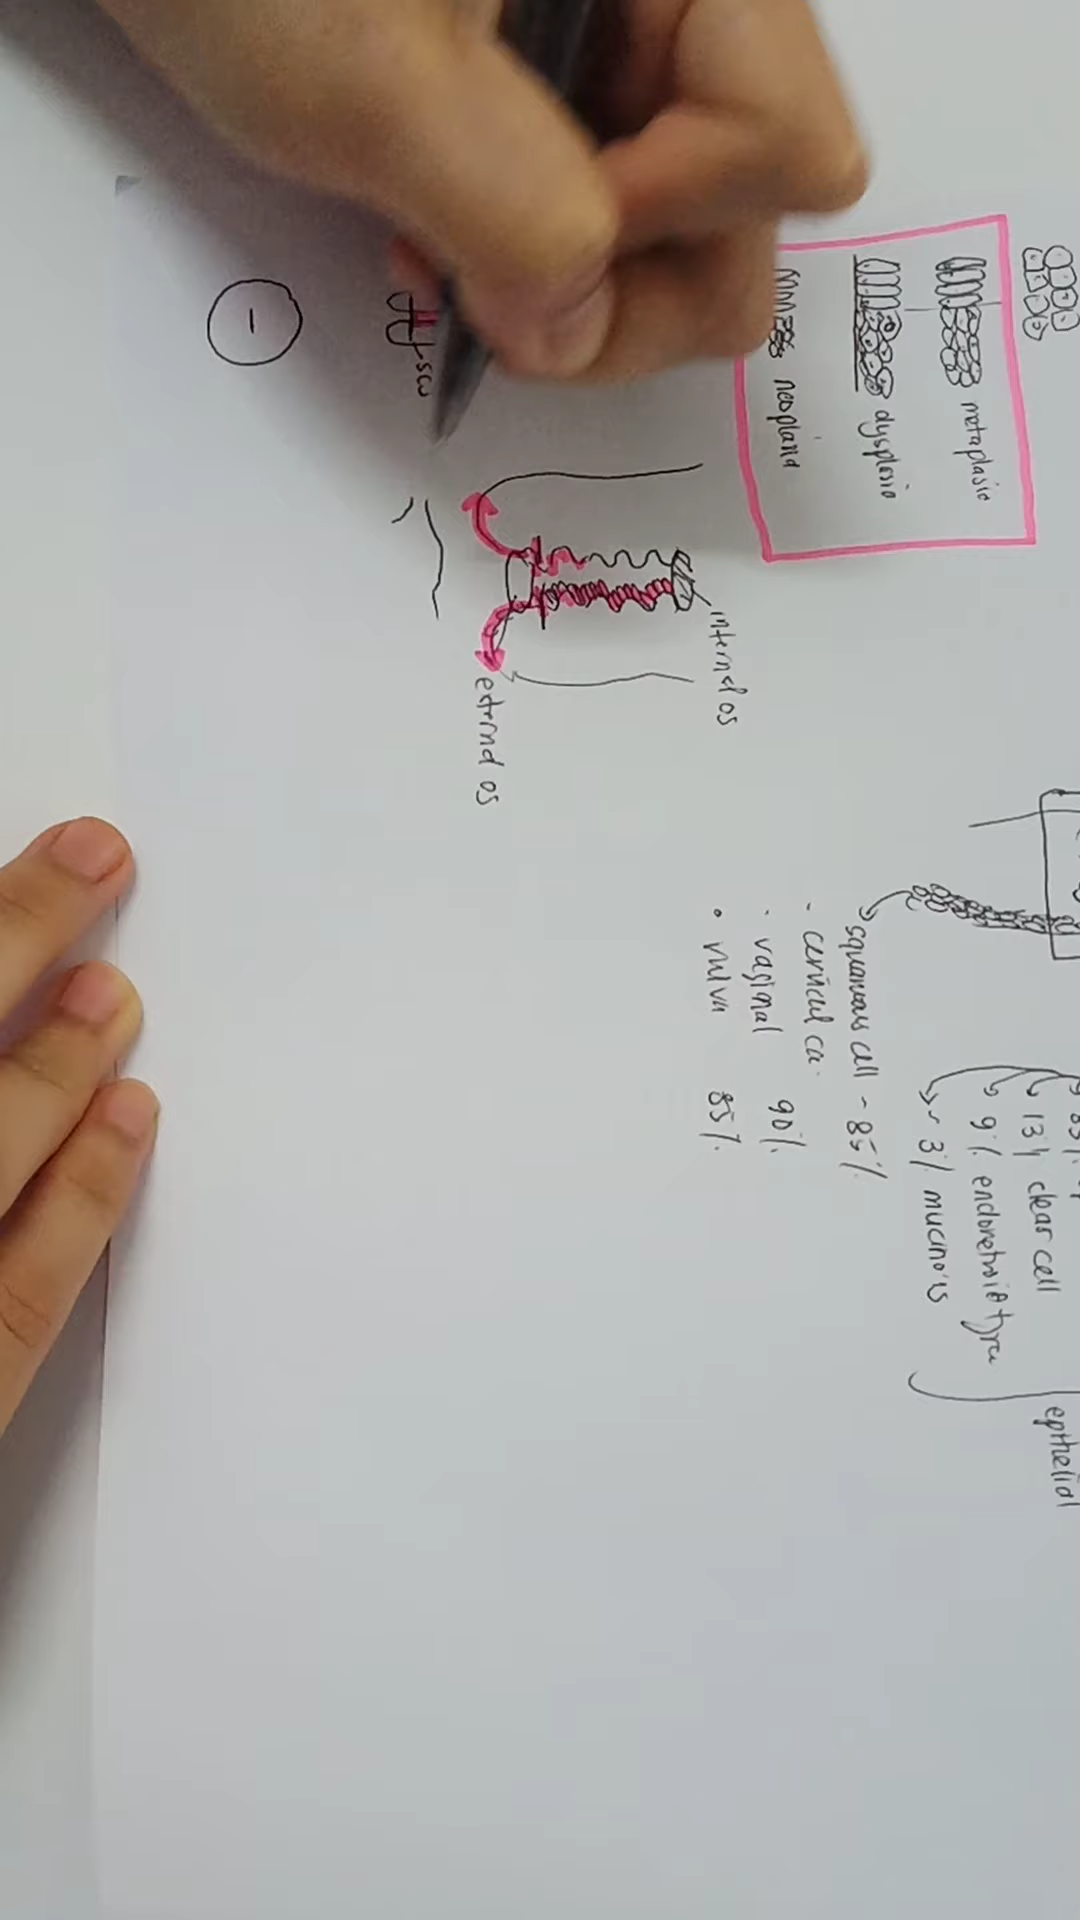 metaplasia
dysplasia
neoplasia
internal os
external os
scu
-
squamous cell - 85%
- cervical ca.
- vaginal 90%
• vulva 85%
13% clear cell
9% endometrioid type
3% mucinous
epithelial